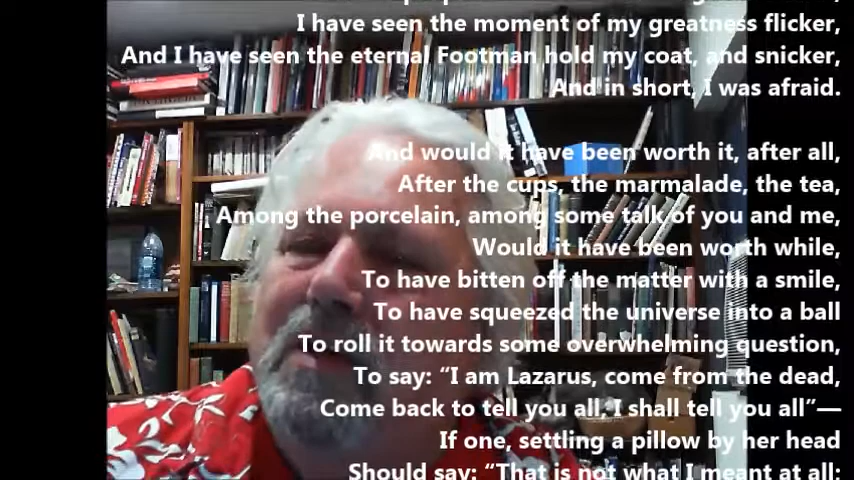 I have seen the moment of my greatness flicker,
And I have seen the eternal Footman hold my coat, and snicker,
And in short, I was afraid.
And would it have been worth it, after all,
After the cups, the marmalade, the tea,
Among the porcelain, among some talk of you and me,
Would it have been worth while,
To have bitten off the matter with a smile,
To have squeezed the universe into a ball
To roll it towards some overwhelming question,
To say: “I am Lazarus, come from the dead,
Come back to tell you all, I shall tell you all”—
If one, settling a pillow by her head
Should say: “That is not what I meant at all;